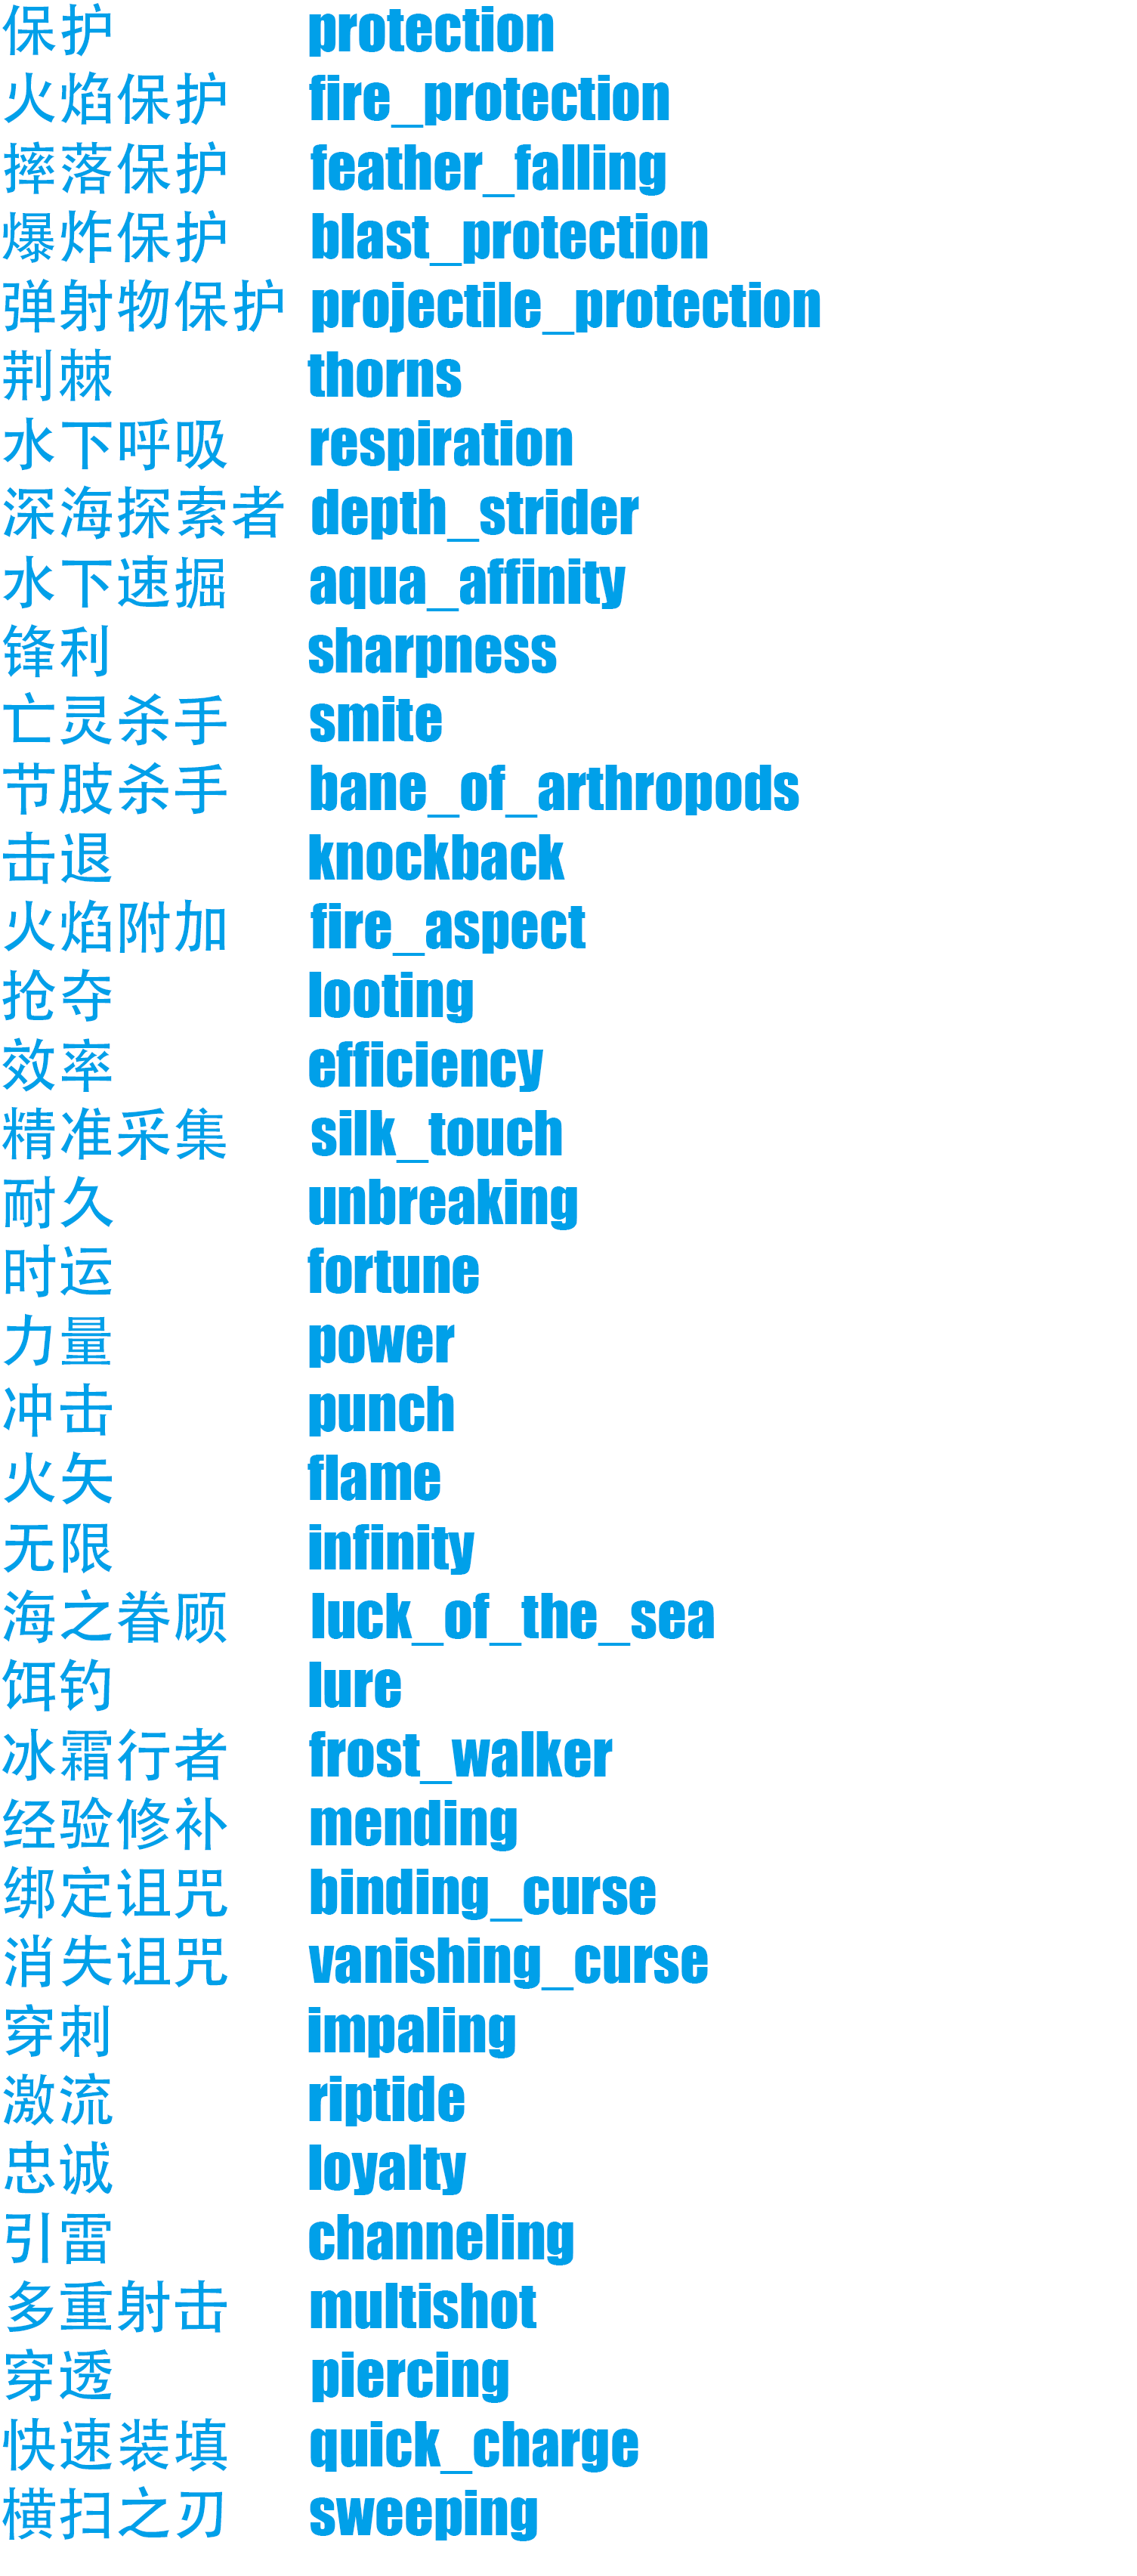 保护 protection
火焰保护 fire_protection
摔落保护 feather_falling
爆炸保护 blast_protection
弹射物保护 projectile_protection
荆棘 thorns
水下呼吸 respiration
深海探索者 depth_strider
水下速掘 aqua_affinity
锋利 sharpness
亡灵杀手 smite
节肢杀手 bane_of_arthropods
击退 knockback
火焰附加 fire_aspect
抢夺 looting
效率 efficiency
精准采集 silk_touch
耐久 unbreaking
时运 fortune
力量 power
冲击 punch
火矢 flame
无限 infinity
海之眷顾 luck_of_the_sea
饵钓 lure
冰霜行者 frost_walker
经验修补 mending
绑定诅咒 binding_curse
消失诅咒 vanishing_curse
穿刺 impaling
激流 riptide
忠诚 loyalty
引雷 channeling
多重射击 multishot
穿透 piercing
快速装填 quick_charge
横扫之刃 sweeping